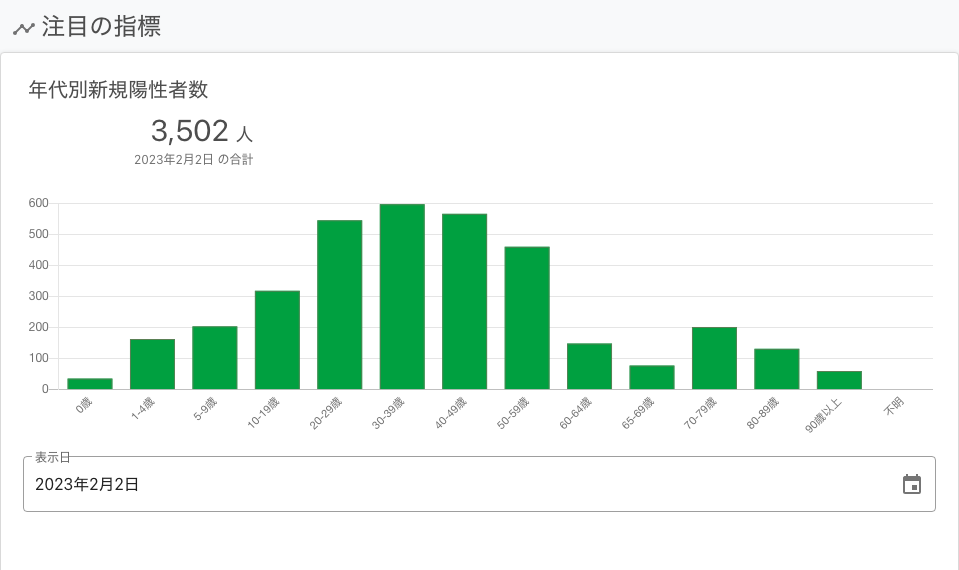 注目の指標
年代別新規陽性者数
3,502 人
2023年2月2日 の合計
600
500
400
300
200
100
0
0歳
1-4歳
5-9歳
10-19歳
20-29歳
30-39歳
40-49歳
50-59歳
60-64歳
65-69歳
70-79歳
80-89歳
90歳以上
不明
表示日
2023年2月2日